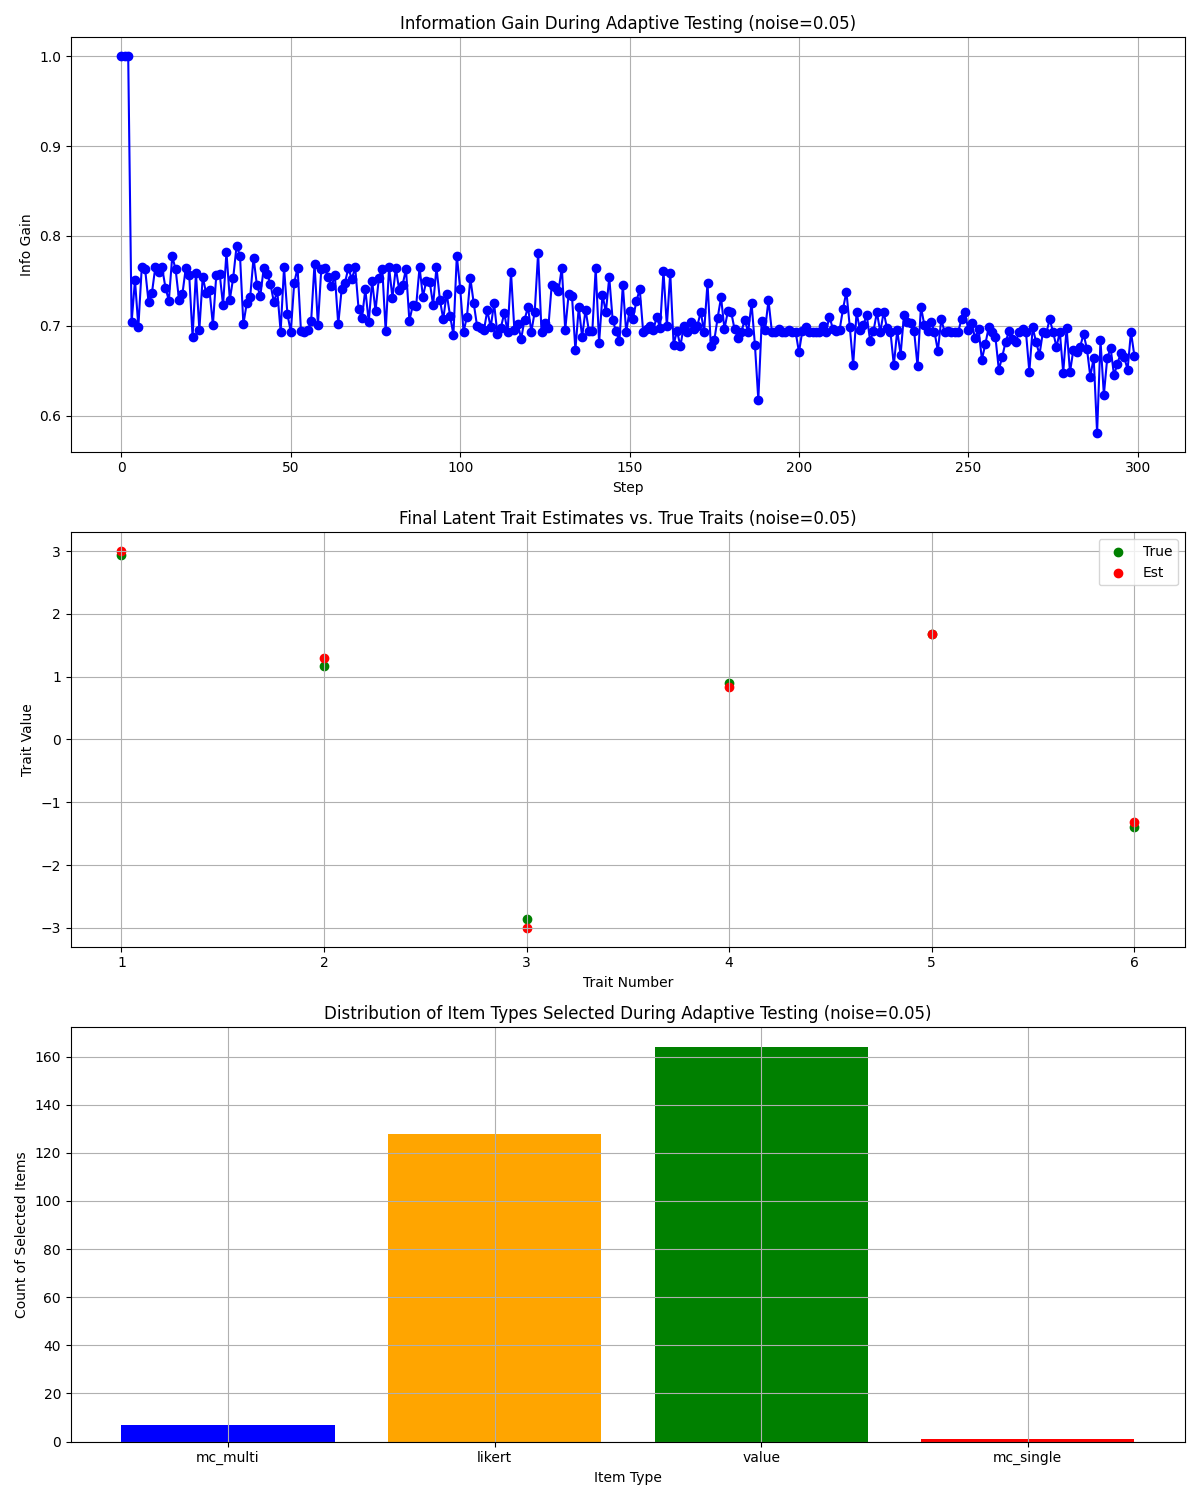 Information Gain During Adaptive Testing (noise=0.05)
Info Gain
1.0
0.9
0.8
0.7
0.6
0 50 100 150 200 250 300
Step
Final Latent Trait Estimates vs. True Traits (noise=0.05)
True
Est
Trait Value
3
2
1
0
−1
−2
−3
1 2 3 4 5 6
Trait Number
Distribution of Item Types Selected During Adaptive Testing (noise=0.05)
Count of Selected Items
160
140
120
100
80
60
40
20
0
mc_multi likert value mc_single
Item Type